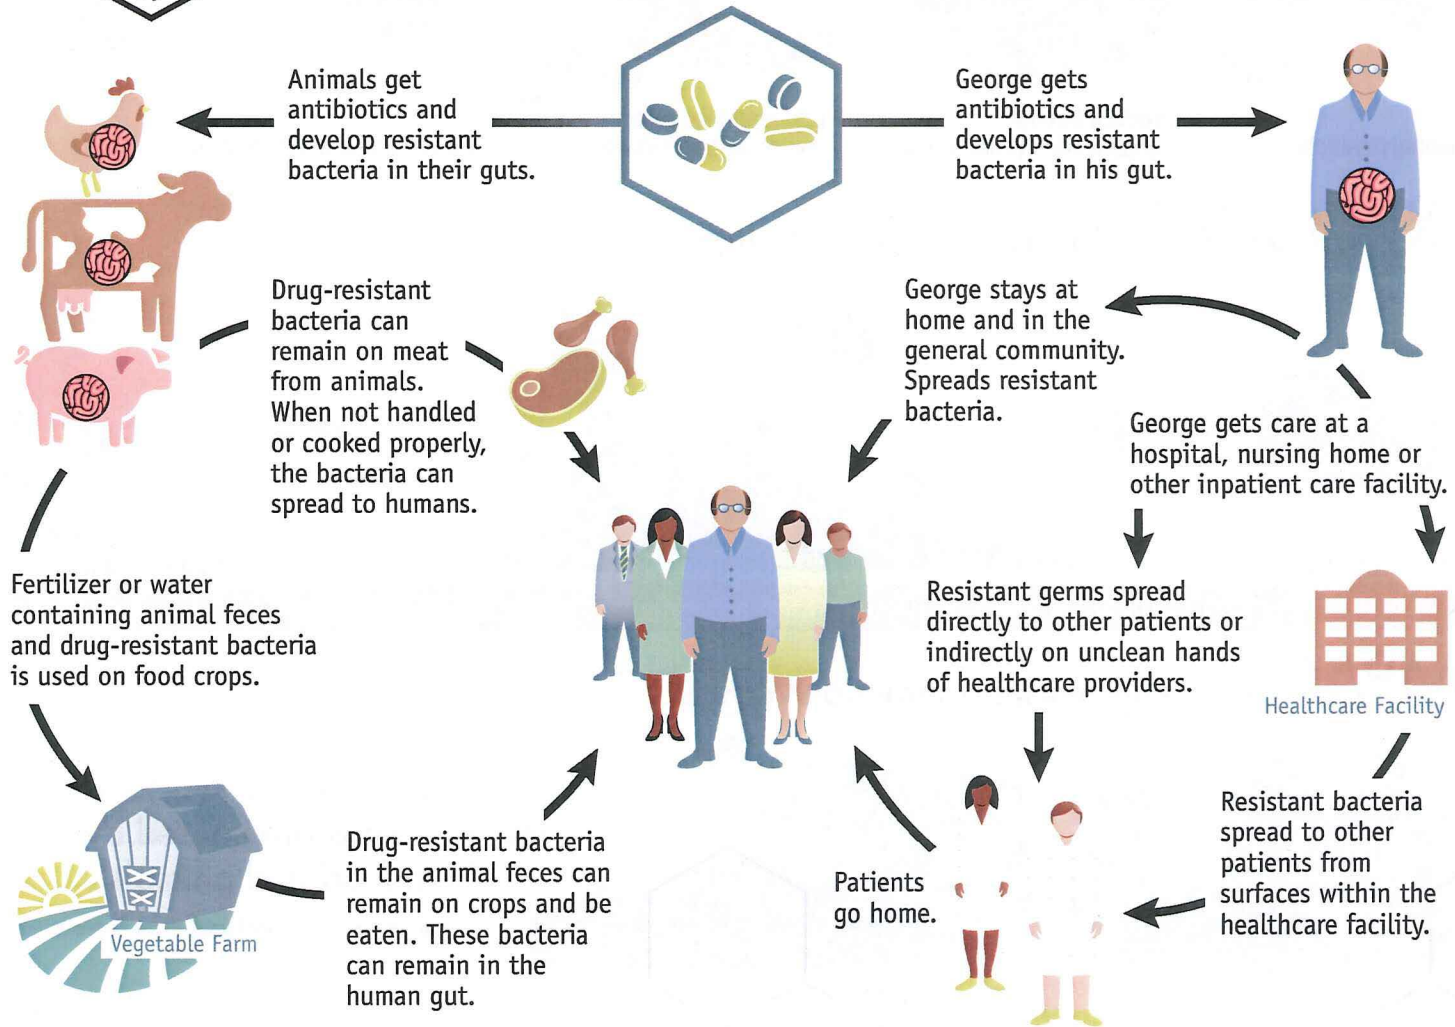 Animals get
antibiotics and
develop resistant
bacteria in their guts.
George gets
antibiotics and
develops resistant
bacteria in his gut.
Drug-resistant
bacteria can
remain on meat
from animals.
When not handled
or cooked properly,
the bacteria can
spread to humans.
George stays at
home and in the
general community.
Spreads resistant
bacteria.
George gets care at a
hospital, nursing home or
other inpatient care facility.
Fertilizer or water
containing animal feces
and drug-resistant bacteria
is used on food crops.
Resistant germs spread
directly to other patients or
indirectly on unclean hands
of healthcare providers.
Healthcare Facility
Vegetable Farm
Drug-resistant bacteria
in the animal feces can
remain on crops and be
eaten. These bacteria
can remain in the
human gut.
Patients
go home.
Resistant bacteria
spread to other
patients from
surfaces within the
healthcare facility.